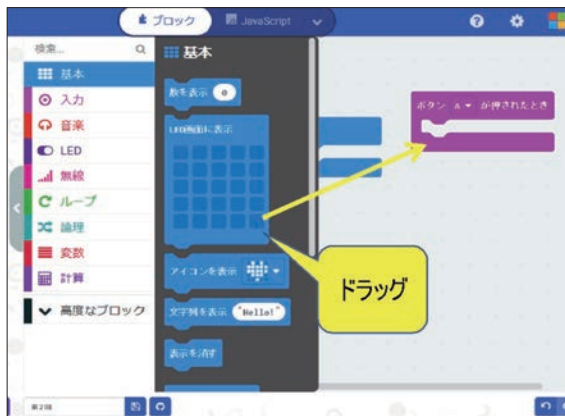 ブロック
JavaScript
検索...
基本
入力
音楽
LED
無線
ループ
論理
変数
計算
高度なブロック
基本
数を表示 0
LED画面に表示
アイコンを表示
文字列を表示 "Hello!"
表示を消す
ボタン A が押されたとき
ドラッグ